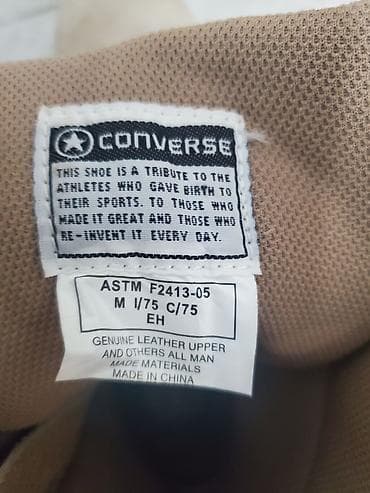 CONVERSE
THIS SHOE IS A TRIBUTE TO THE
ATHLETES WHO GAVE BIRTH TO
THEIR SPORTS. TO THOSE WHO
MADE IT GREAT AND THOSE WHO
RE-INVENT IT EVERY DAY.
ASTM F2413-05
M I/75 C/75
EH
GENUINE LEATHER UPPER
AND OTHERS ALL MAN
MADE MATERIALS
MADE IN CHINA